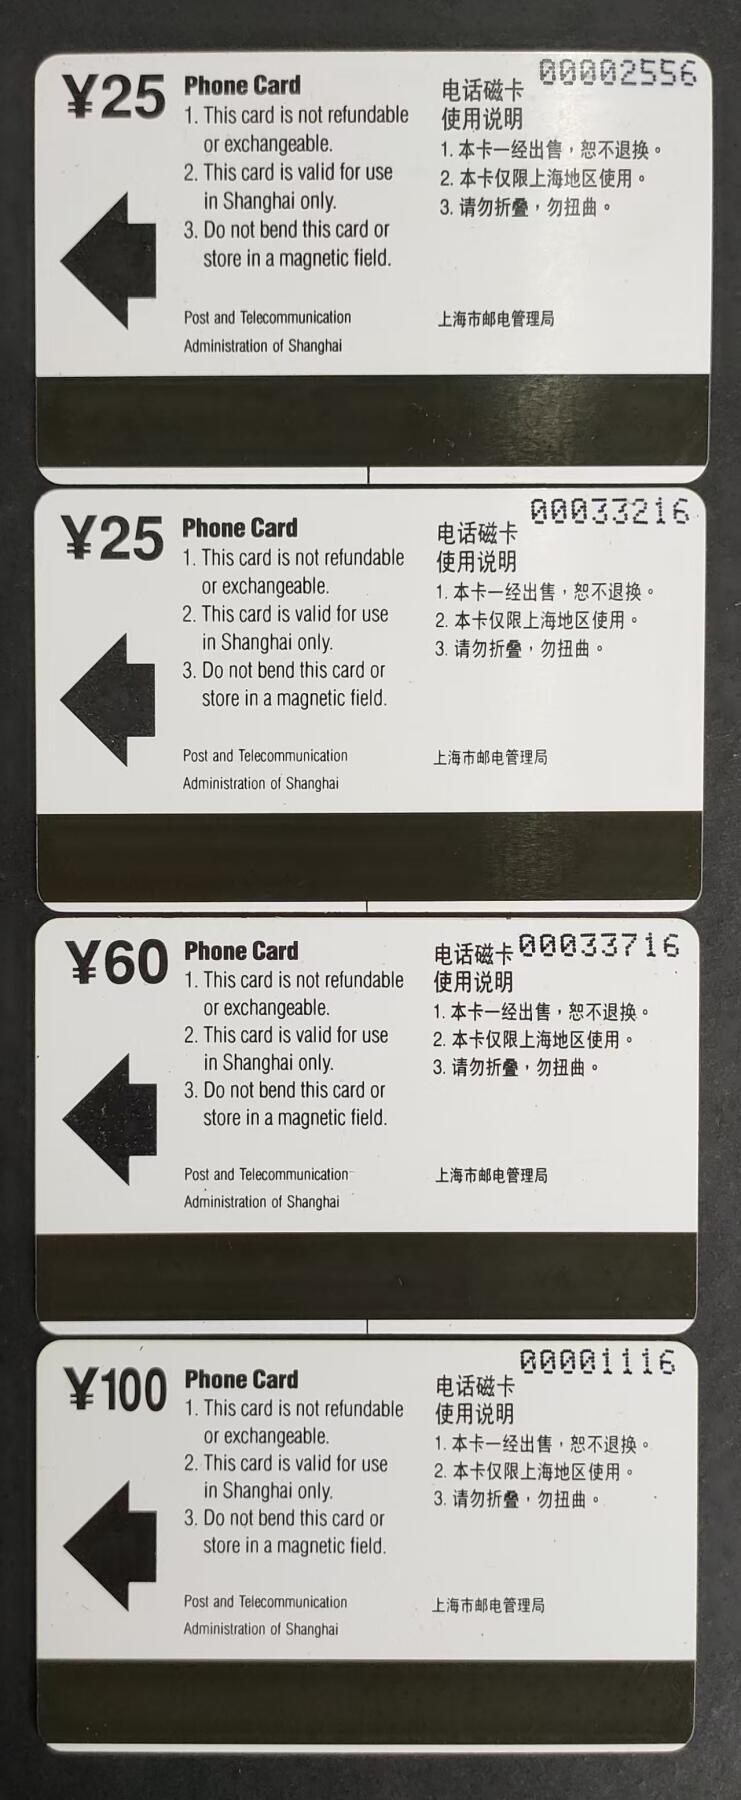 ¥25
Phone Card
1. This card is not refundable
or exchangeable.
2. This card is valid for use
in Shanghai only.
3. Do not bend this card or
store in a magnetic field.
Post and Telecommunication
Administration of Shanghai
00002556
电话磁卡
使用说明
1. 本卡一经出售，恕不退换。
2. 本卡仅限上海地区使用。
3. 请勿折叠，勿扭曲。
上海市邮电管理局
¥25
Phone Card
1. This card is not refundable
or exchangeable.
2. This card is valid for use
in Shanghai only.
3. Do not bend this card or
store in a magnetic field.
Post and Telecommunication
Administration of Shanghai
00033216
电话磁卡
使用说明
1. 本卡一经出售，恕不退换。
2. 本卡仅限上海地区使用。
3. 请勿折叠，勿扭曲。
上海市邮电管理局
¥60
Phone Card
1. This card is not refundable
or exchangeable.
2. This card is valid for use
in Shanghai only.
3. Do not bend this card or
store in a magnetic field.
Post and Telecommunication
Administration of Shanghai
00033716
电话磁卡
使用说明
1. 本卡一经出售，恕不退换。
2. 本卡仅限上海地区使用。
3. 请勿折叠，勿扭曲。
上海市邮电管理局
¥100
Phone Card
1. This card is not refundable
or exchangeable.
2. This card is valid for use
in Shanghai only.
3. Do not bend this card or
store in a magnetic field.
Post and Telecommunication
Administration of Shanghai
00001116
电话磁卡
使用说明
1. 本卡一经出售，恕不退换。
2. 本卡仅限上海地区使用。
3. 请勿折叠，勿扭曲。
上海市邮电管理局